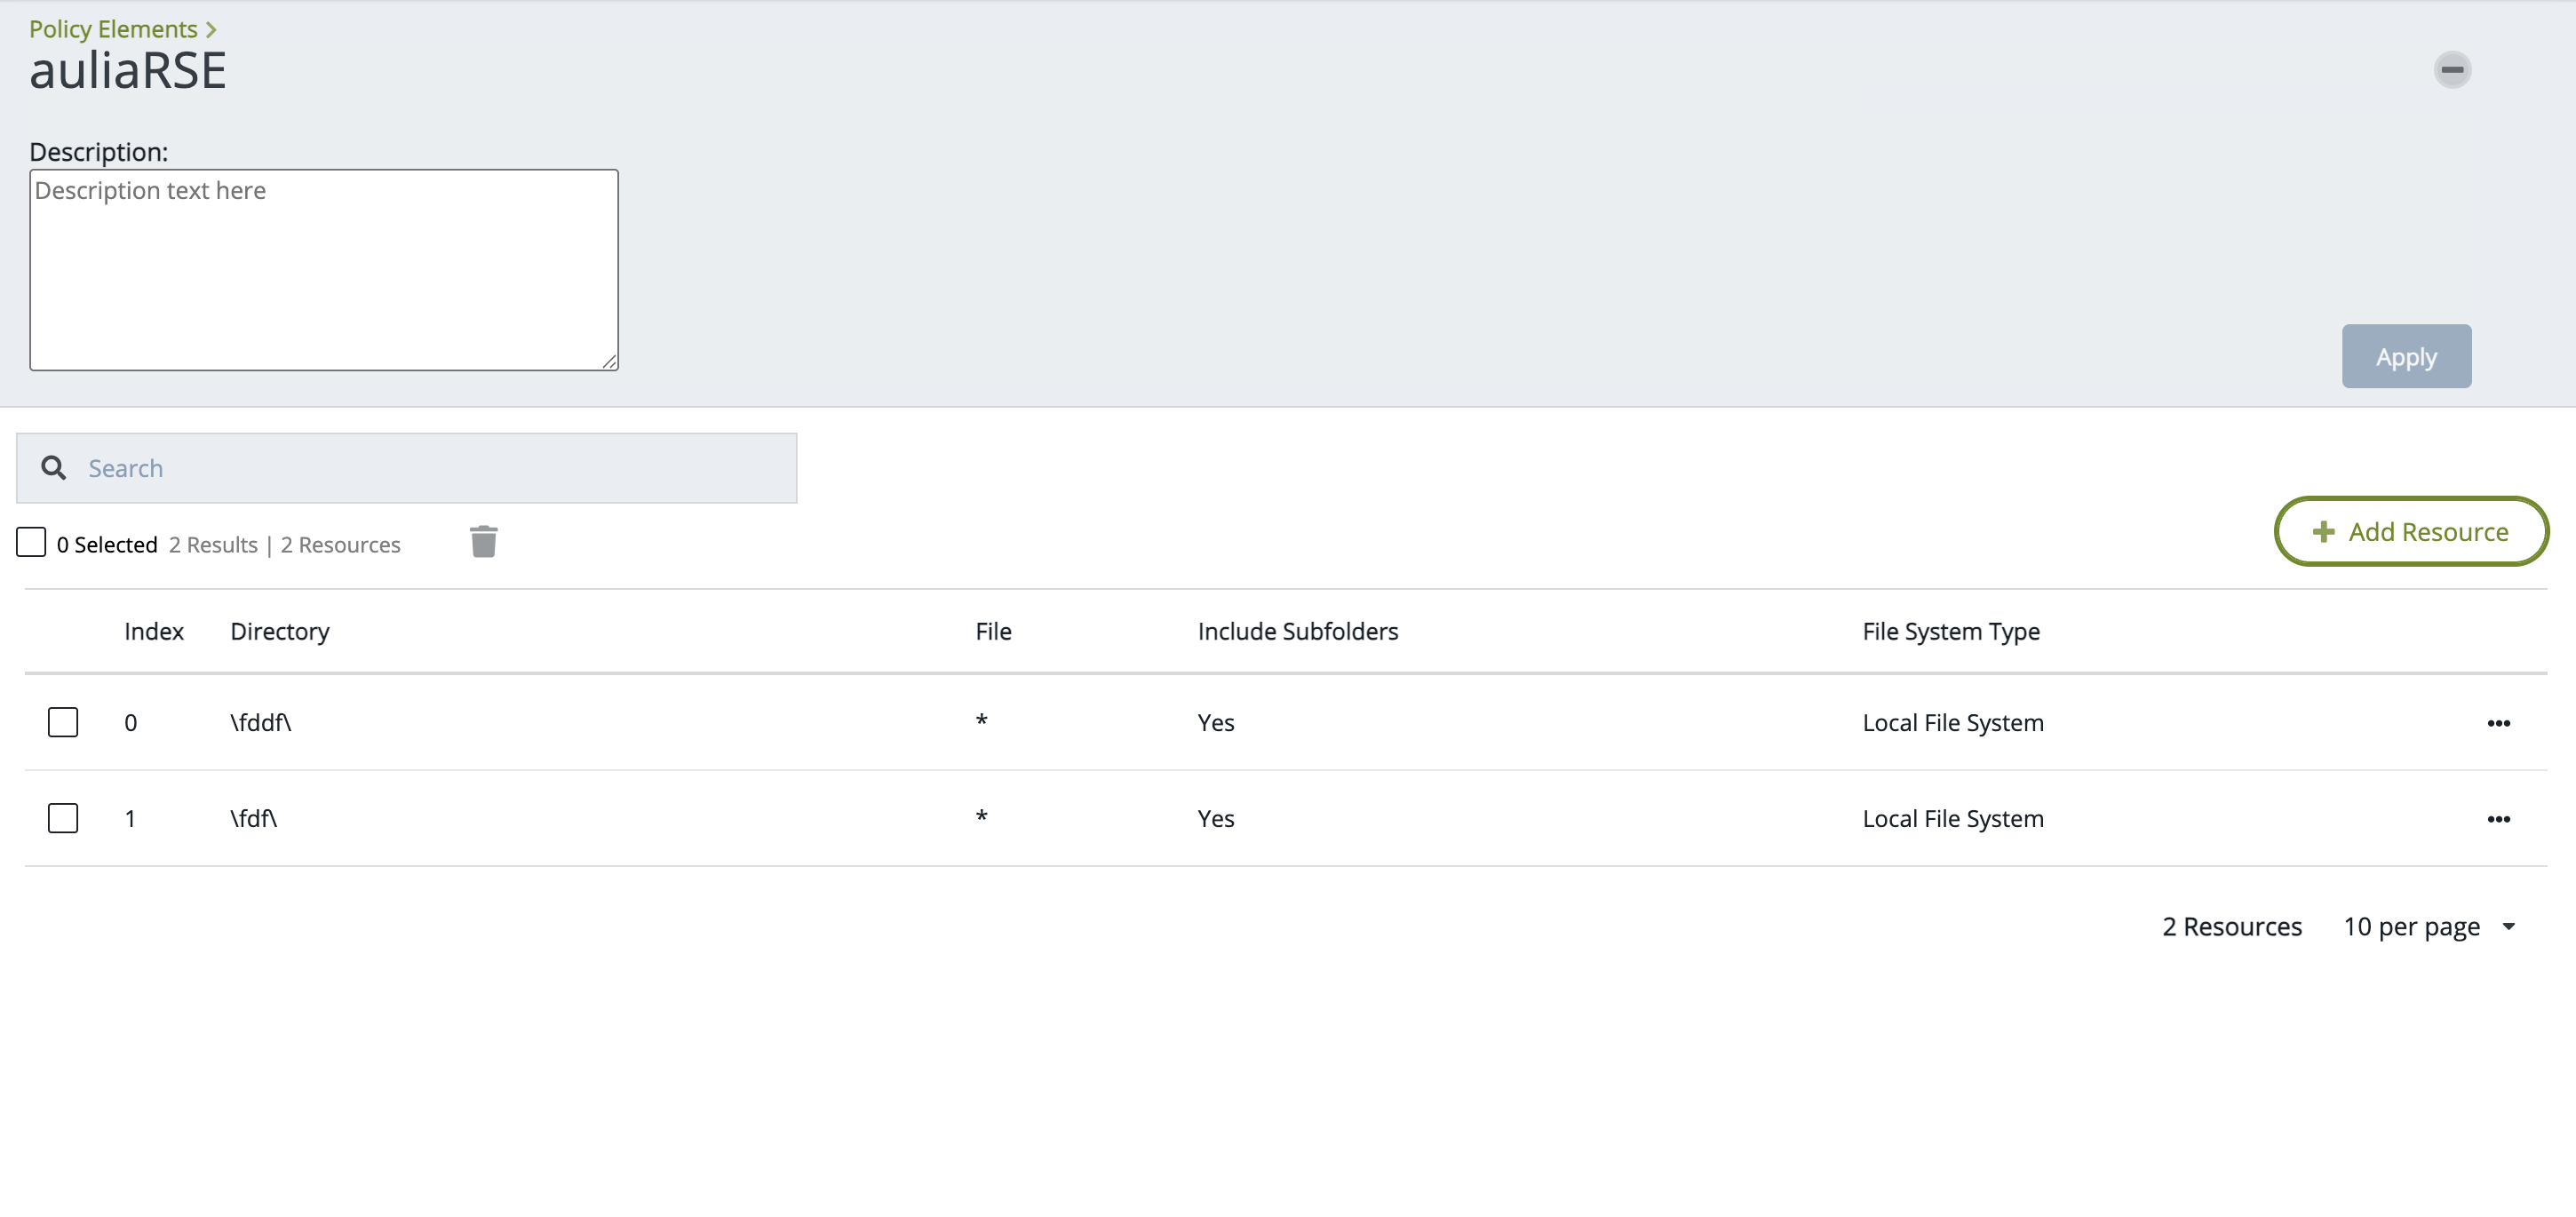 Policy Elements
auliaRSE
Description:
Description text here
Apply
Search
0 Selected 2 Results | 2 Resources
Add Resource
Index Directory File Include Subfolders File System Type
0 \fddf\ * Yes Local File System
1 \fdf\ * Yes Local File System
2 Resources 10 per page